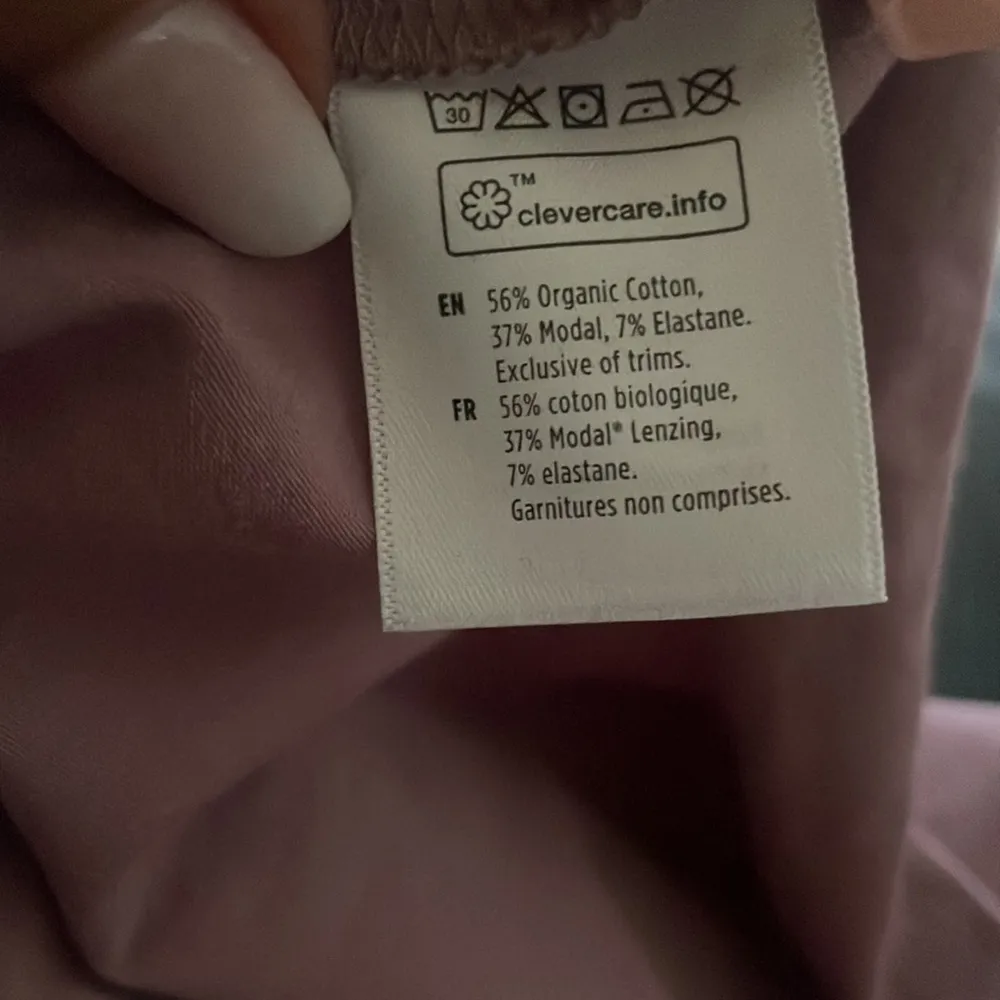 30
TM
clevercare.info
EN 56% Organic Cotton,
37% Modal, 7% Elastane.
Exclusive of trims.
FR 56% coton biologique,
37% Modal® Lenzing,
7% elastane.
Garnitures non comprises.